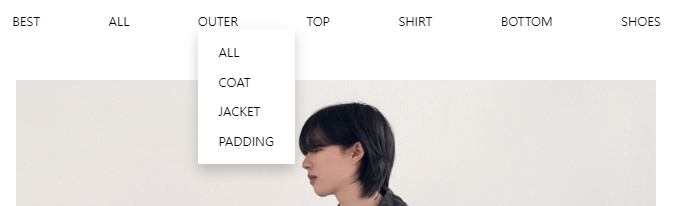 BEST ALL OUTER TOP SHIRT BOTTOM SHOES
ALL
COAT
JACKET
PADDING